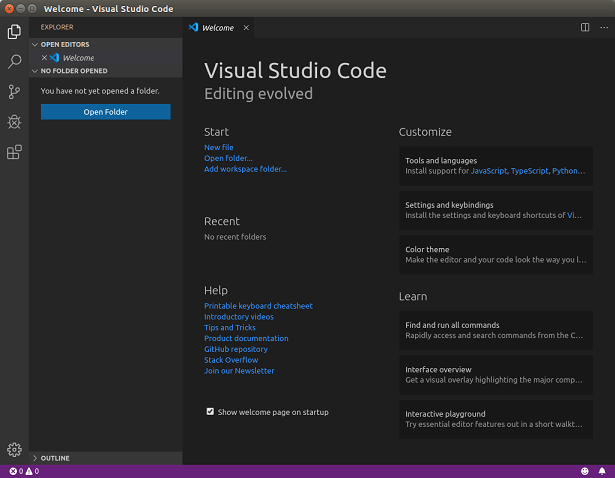 Welcome - Visual Studio Code
EXPLORER
OPEN EDITORS
Welcome
NO FOLDER OPENED
You have not yet opened a folder.
Open Folder
OUTLINE
Welcome
Visual Studio Code
Editing evolved
Start
New file
Open folder...
Add workspace folder...
Recent
No recent folders
Help
Printable keyboard cheatsheet
Introductory videos
Tips and Tricks
Product documentation
GitHub repository
Stack Overflow
Join our Newsletter
Show welcome page on startup
Customize
Tools and languages
Install support for JavaScript, TypeScript, Python...
Settings and keybindings
Install the settings and keyboard shortcuts of Vi...
Color theme
Make the editor and your code look the way you l...
Learn
Find and run all commands
Rapidly access and search commands from the C...
Interface overview
Get a visual overlay highlighting the major comp...
Interactive playground
Try essential editor features out in a short walkt...
0 0